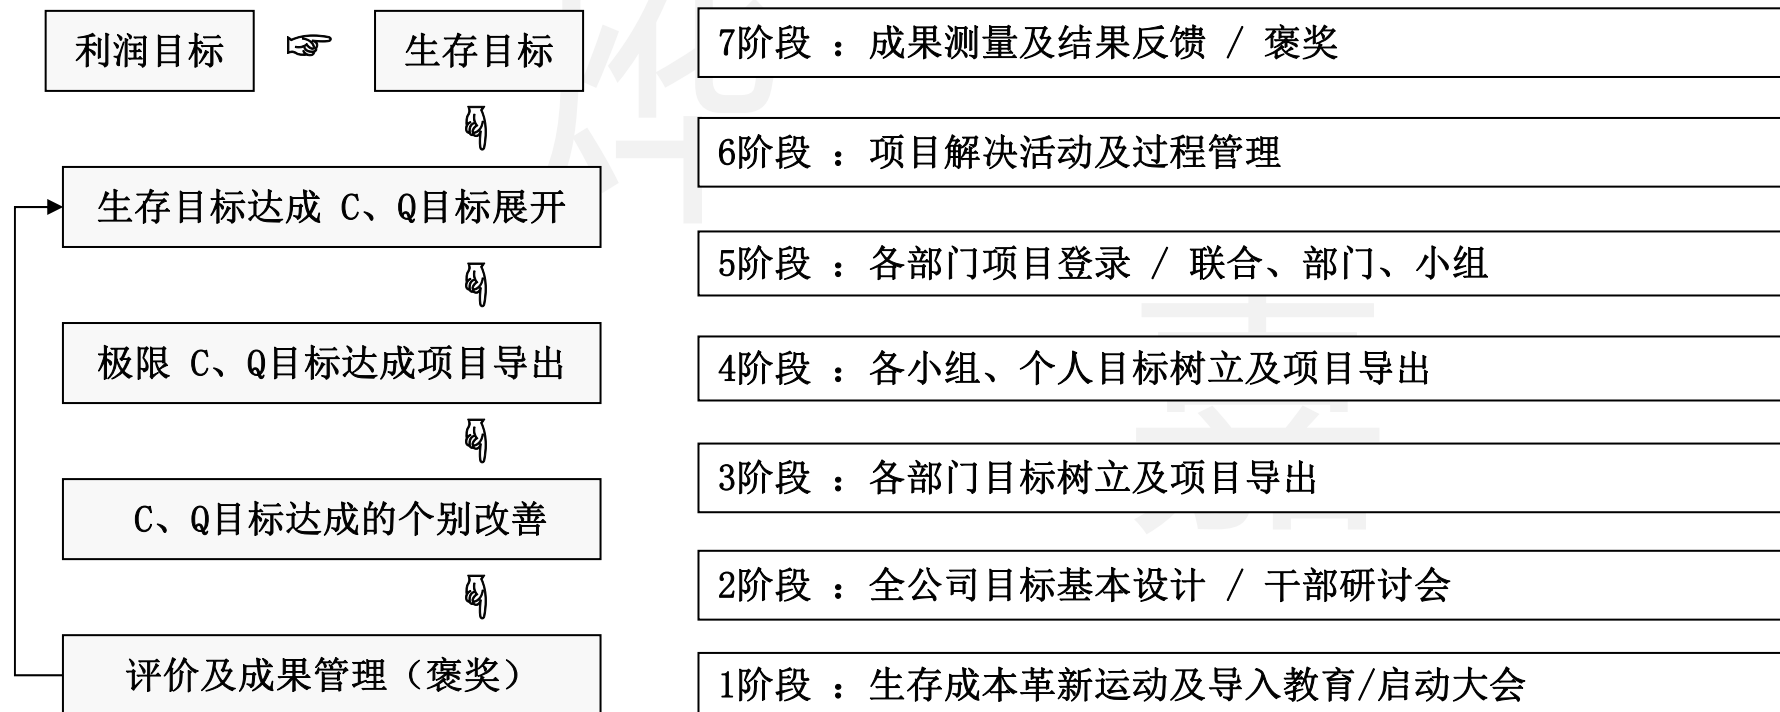 利润目标
生存目标
生存目标达成 C、Q目标展开
极限 C、Q目标达成项目导出
C、Q目标达成的个别改善
评价及成果管理（褒奖）
7阶段 ：成果测量及结果反馈 / 褒奖
6阶段 ：项目解决活动及过程管理
5阶段 ：各部门项目登录 / 联合、部门、小组
4阶段 ：各小组、个人目标树立及项目导出
3阶段 ：各部门目标树立及项目导出
2阶段 ：全公司目标基本设计 / 干部研讨会
1阶段 ：生存成本革新运动及导入教育/启动大会